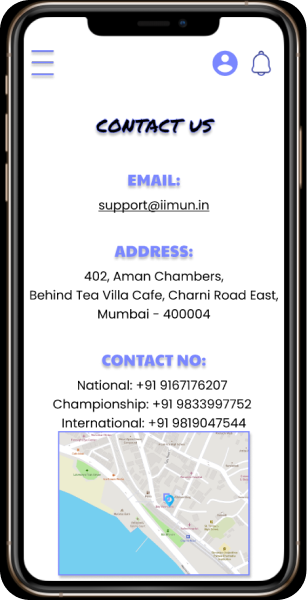 CONTACT US
EMAIL:
support@iimun.in
ADDRESS:
402, Aman Chambers,
Behind Tea Villa Cafe, Charni Road East,
Mumbai - 400004
CONTACT NO:
National: +91 9167176207
Championship: +91 9833997752
International: +91 9819047544